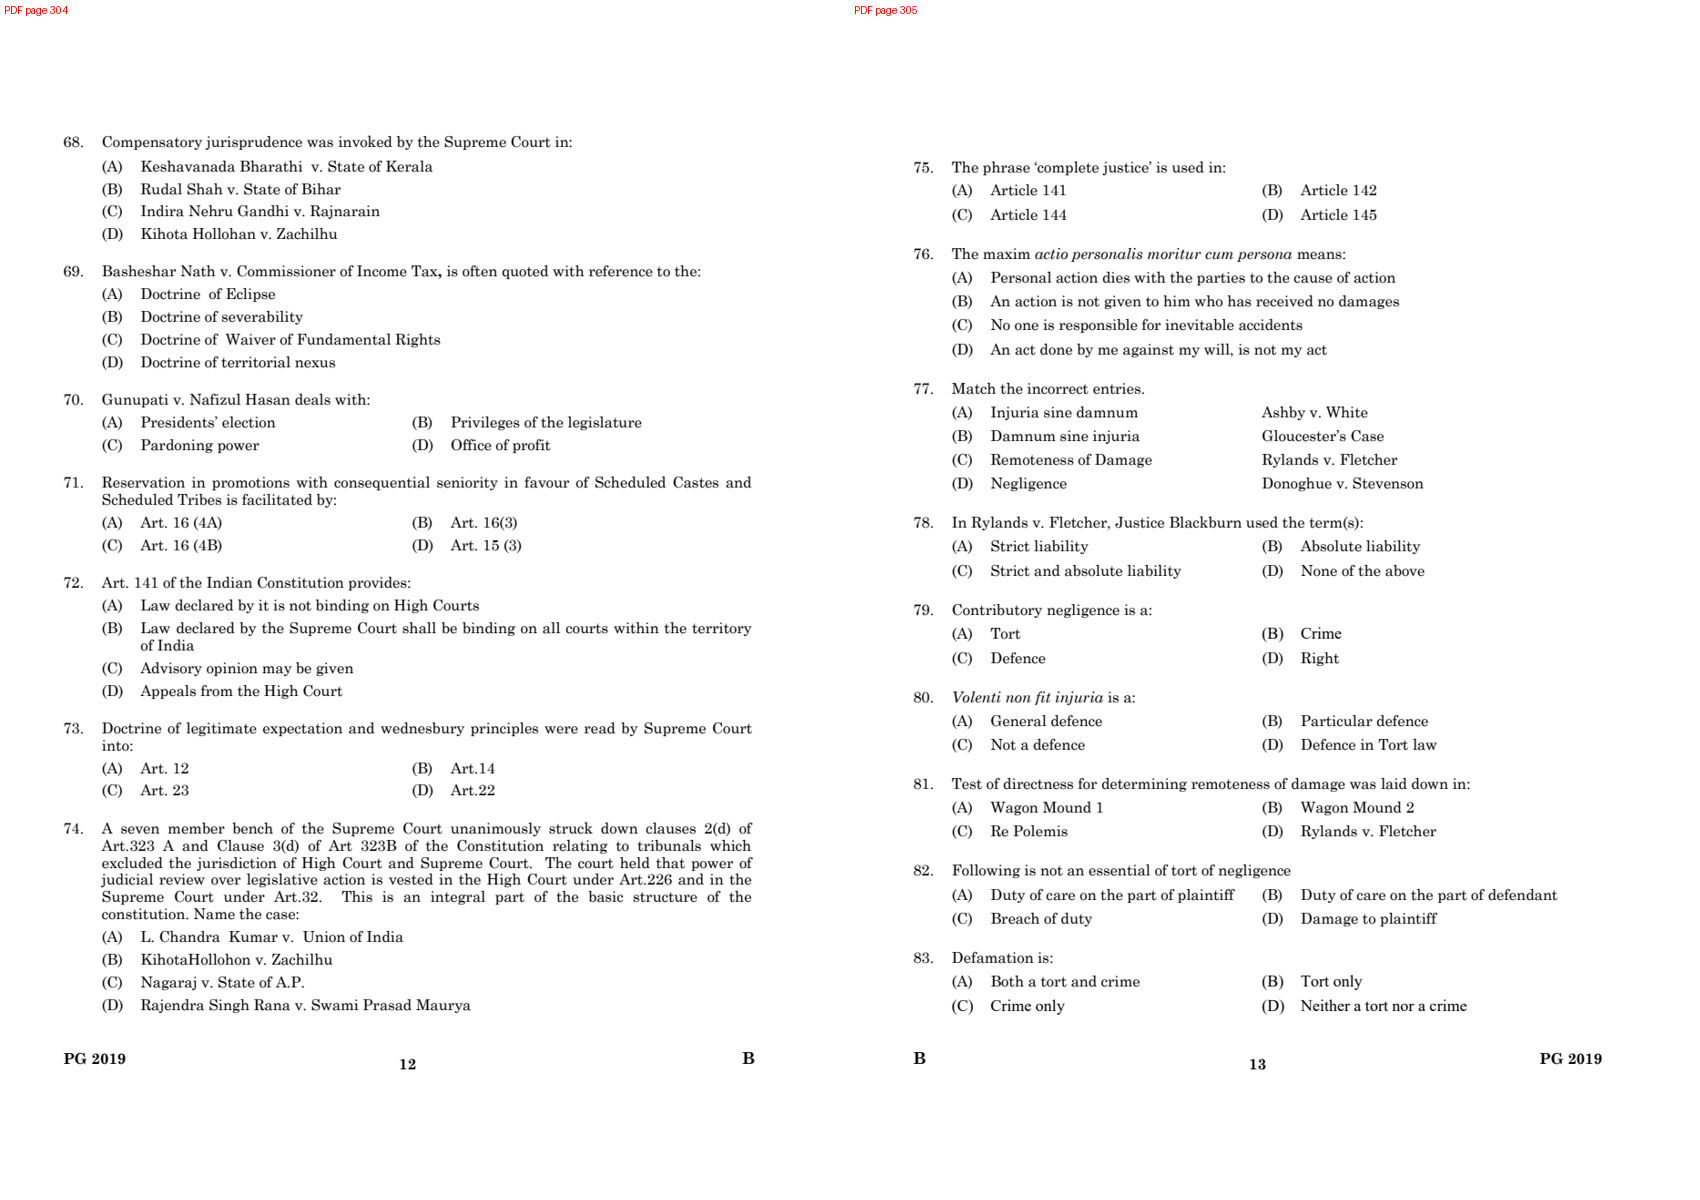 PDF page 304
68. Compensatory jurisprudence was invoked by the Supreme Court in:
(A) Keshavanada Bharathi v. State of Kerala
(B) Rudal Shah v. State of Bihar
(C) Indira Nehru Gandhi v. Rajnarain
(D) Kihota Hollohan v. Zachilhu
69. Basheshar Nath v. Commissioner of Income Tax, is often quoted with reference to the:
(A) Doctrine of Eclipse
(B) Doctrine of severability
(C) Doctrine of Waiver of Fundamental Rights
(D) Doctrine of territorial nexus
70. Gunupati v. Nafizul Hasan deals with:
(A) Presidents' election (B) Privileges of the legislature
(C) Pardoning power (D) Office of profit
71. Reservation in promotions with consequential seniority in favour of Scheduled Castes and
Scheduled Tribes is facilitated by:
(A) Art. 16 (4A) (B) Art. 16(3)
(C) Art. 16 (4B) (D) Art. 15 (3)
72. Art. 141 of the Indian Constitution provides:
(A) Law declared by it is not binding on High Courts
(B) Law declared by the Supreme Court shall be binding on all courts within the territory
of India
(C) Advisory opinion may be given
(D) Appeals from the High Court
73. Doctrine of legitimate expectation and wednesbury principles were read by Supreme Court
into:
(A) Art. 12 (B) Art.14
(C) Art. 23 (D) Art.22
74. A seven member bench of the Supreme Court unanimously struck down clauses 2(d) of
Art.323 A and Clause 3(d) of Art 323B of the Constitution relating to tribunals which
excluded the jurisdiction of High Court and Supreme Court. The court held that power of
judicial review over legislative action is vested in the High Court under Art.226 and in the
Supreme Court under Art.32. This is an integral part of the basic structure of the
constitution. Name the case:
(A) L. Chandra Kumar v. Union of India
(B) KihotaHollohon v. Zachilhu
(C) Nagaraj v. State of A.P.
(D) Rajendra Singh Rana v. Swami Prasad Maurya
PG 2019 12 B
PDF page 305
75. The phrase ‘complete justice’ is used in:
(A) Article 141 (B) Article 142
(C) Article 144 (D) Article 145
76. The maxim actio personalis moritur cum persona means:
(A) Personal action dies with the parties to the cause of action
(B) An action is not given to him who has received no damages
(C) No one is responsible for inevitable accidents
(D) An act done by me against my will, is not my act
77. Match the incorrect entries.
(A) Injuria sine damnum Ashby v. White
(B) Damnum sine injuria Gloucester's Case
(C) Remoteness of Damage Rylands v. Fletcher
(D) Negligence Donoghue v. Stevenson
78. In Rylands v. Fletcher, Justice Blackburn used the term(s):
(A) Strict liability (B) Absolute liability
(C) Strict and absolute liability (D) None of the above
79. Contributory negligence is a:
(A) Tort (B) Crime
(C) Defence (D) Right
80. Volenti non fit injuria is a:
(A) General defence (B) Particular defence
(C) Not a defence (D) Defence in Tort law
81. Test of directness for determining remoteness of damage was laid down in:
(A) Wagon Mound 1 (B) Wagon Mound 2
(C) Re Polemis (D) Rylands v. Fletcher
82. Following is not an essential of tort of negligence
(A) Duty of care on the part of plaintiff (B) Duty of care on the part of defendant
(C) Breach of duty (D) Damage to plaintiff
83. Defamation is:
(A) Both a tort and crime (B) Tort only
(C) Crime only (D) Neither a tort nor a crime
B 13 PG 2019